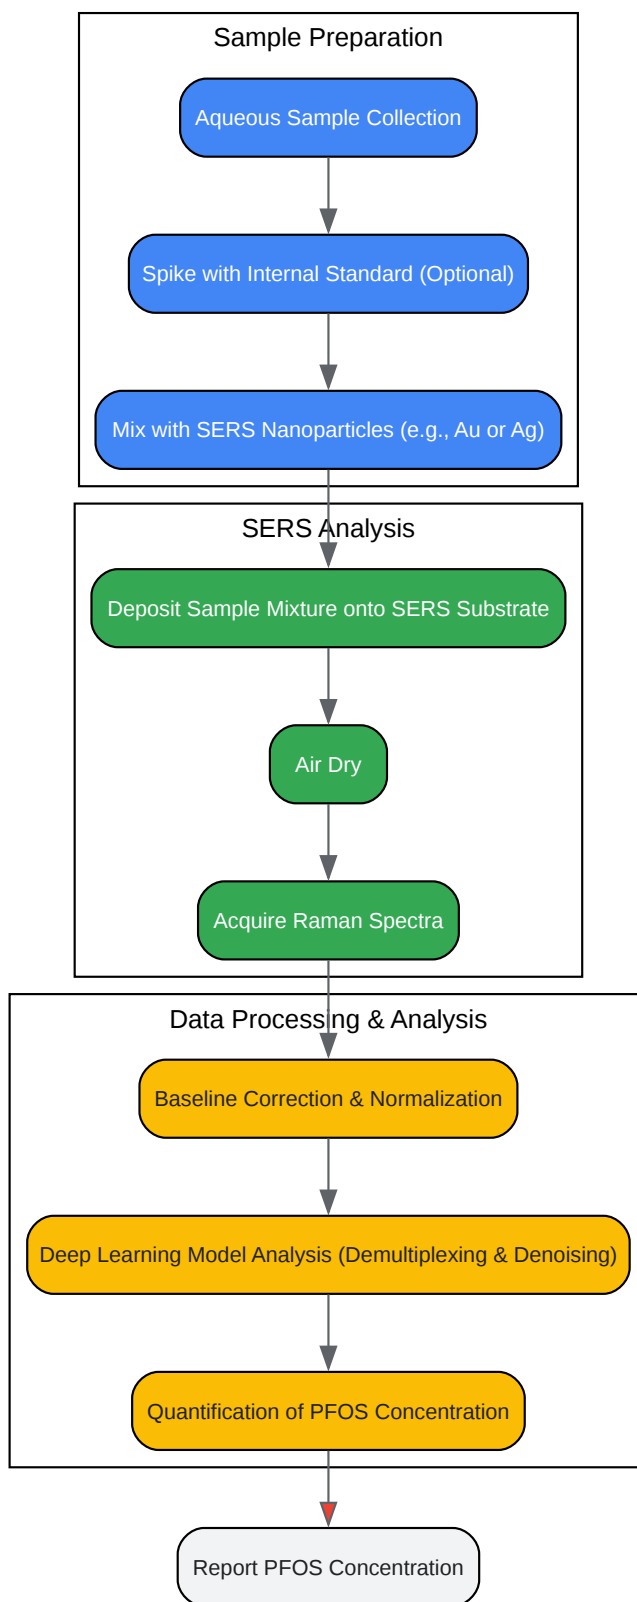 Sample Preparation
Aqueous Sample Collection
Spike with Internal Standard (Optional)
Mix with SERS Nanoparticles (e.g., Au or Ag)
SERS Analysis
Deposit Sample Mixture onto SERS Substrate
Air Dry
Acquire Raman Spectra
Data Processing & Analysis
Baseline Correction & Normalization
Deep Learning Model Analysis (Demultiplexing & Denoising)
Quantification of PFOS Concentration
Report PFOS Concentration